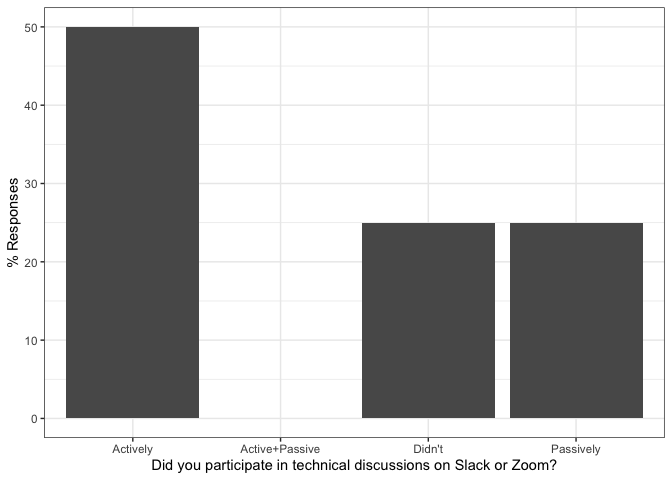 50
40
30
20
10
0
% Responses
Actively Active+Passive Didn't Passively
Did you participate in technical discussions on Slack or Zoom?